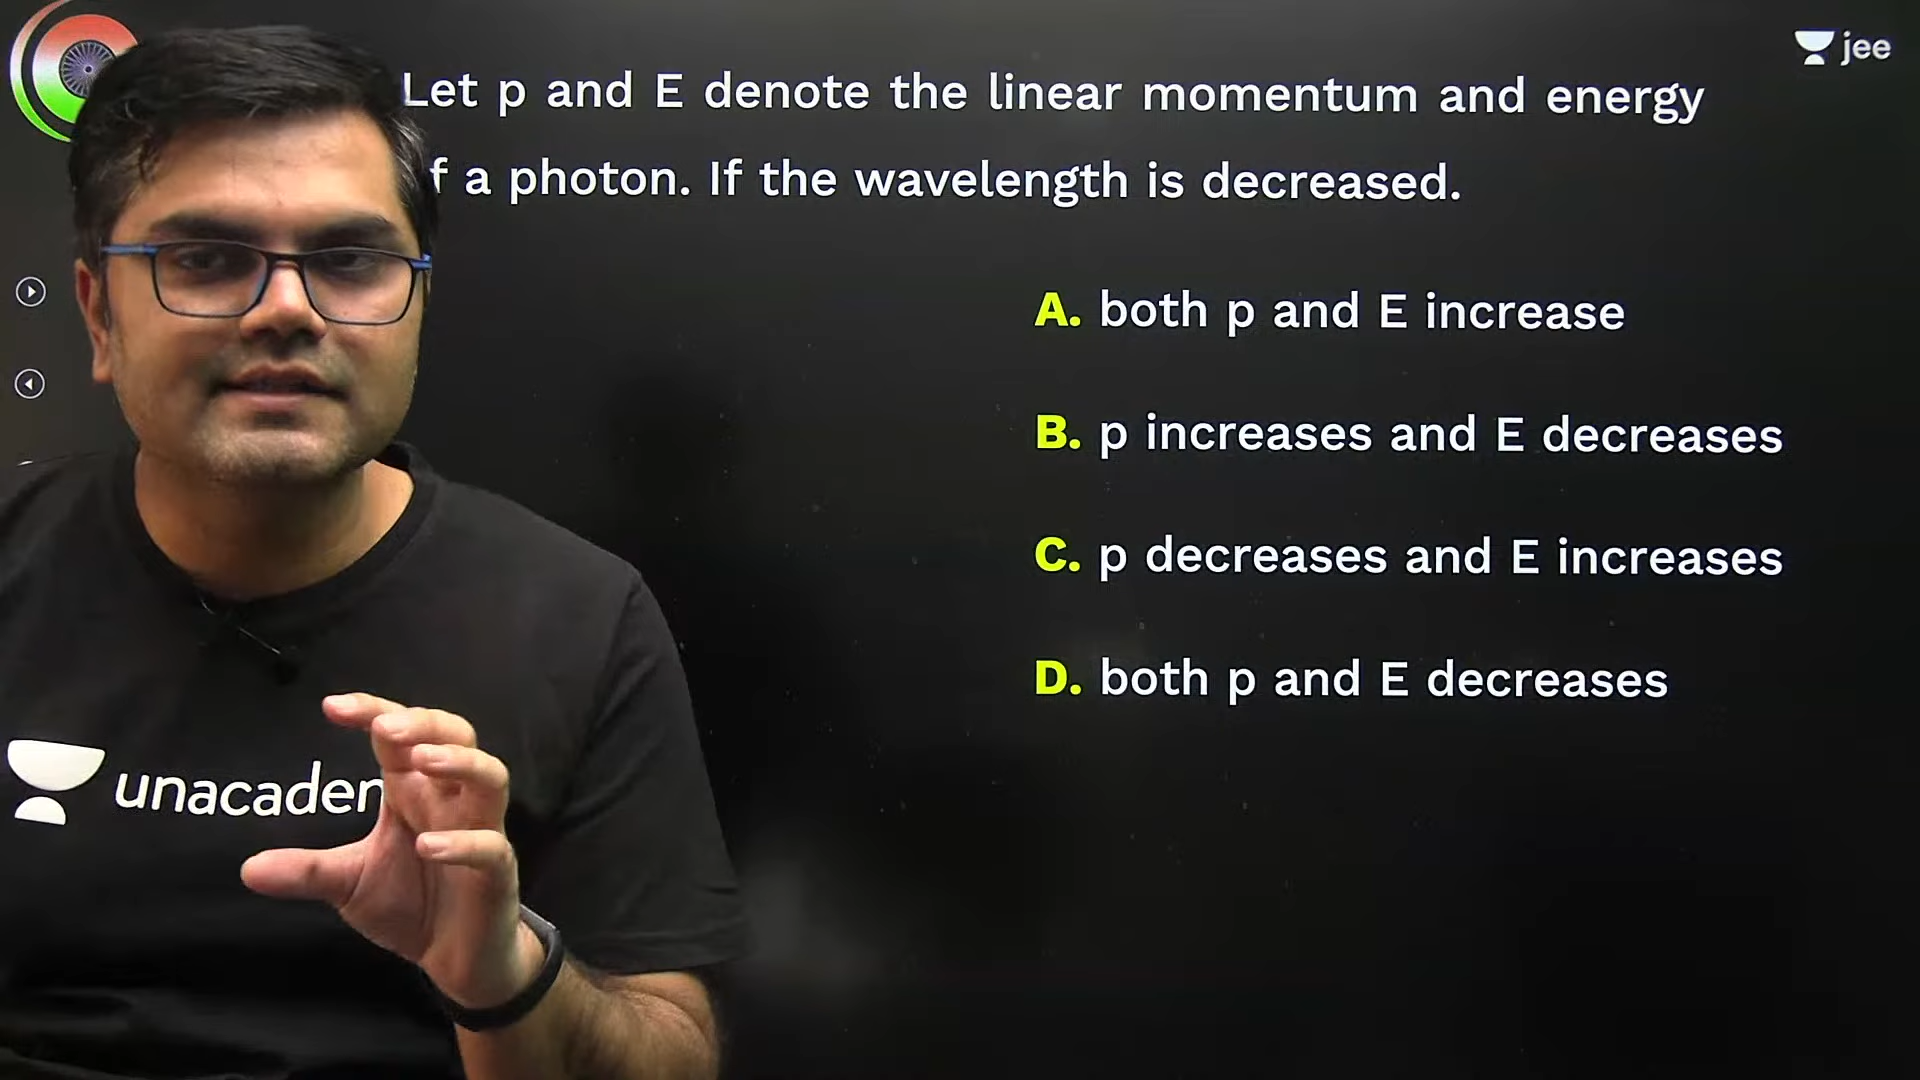 jee
Let p and E denote the linear momentum and energy
f a photon. If the wavelength is decreased.
A. both p and E increase
B. p increases and E decreases
C. p decreases and E increases
D. both p and E decreases
unacadem